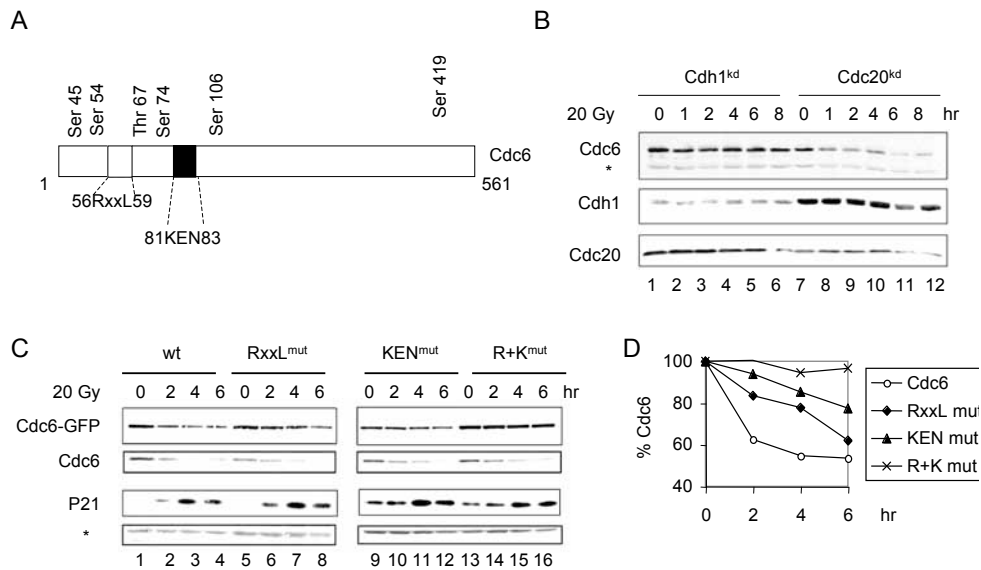 A
Ser 45
Ser 54
Thr 67
Ser 74
Ser 106
Ser 419
Cdc6
1
561
56RxxL59
81KEN83
B
Cdh1kd Cdc20kd
20 Gy 0 1 2 4 6 8 0 1 2 4 6 8 hr
Cdc6
*
Cdh1
Cdc20
1 2 3 4 5 6 7 8 9 10 11 12
C
wt RxxLmut KENmut R+Kmut
20 Gy 0 2 4 6 0 2 4 6 0 2 4 6 0 2 4 6 hr
Cdc6-GFP
Cdc6
P21
*
1 2 3 4 5 6 7 8 9 10 11 12 13 14 15 16
D
% Cdc6
100
80
60
40
0 2 4 6 hr
Cdc6
RxxL mut
KEN mut
R+K mut